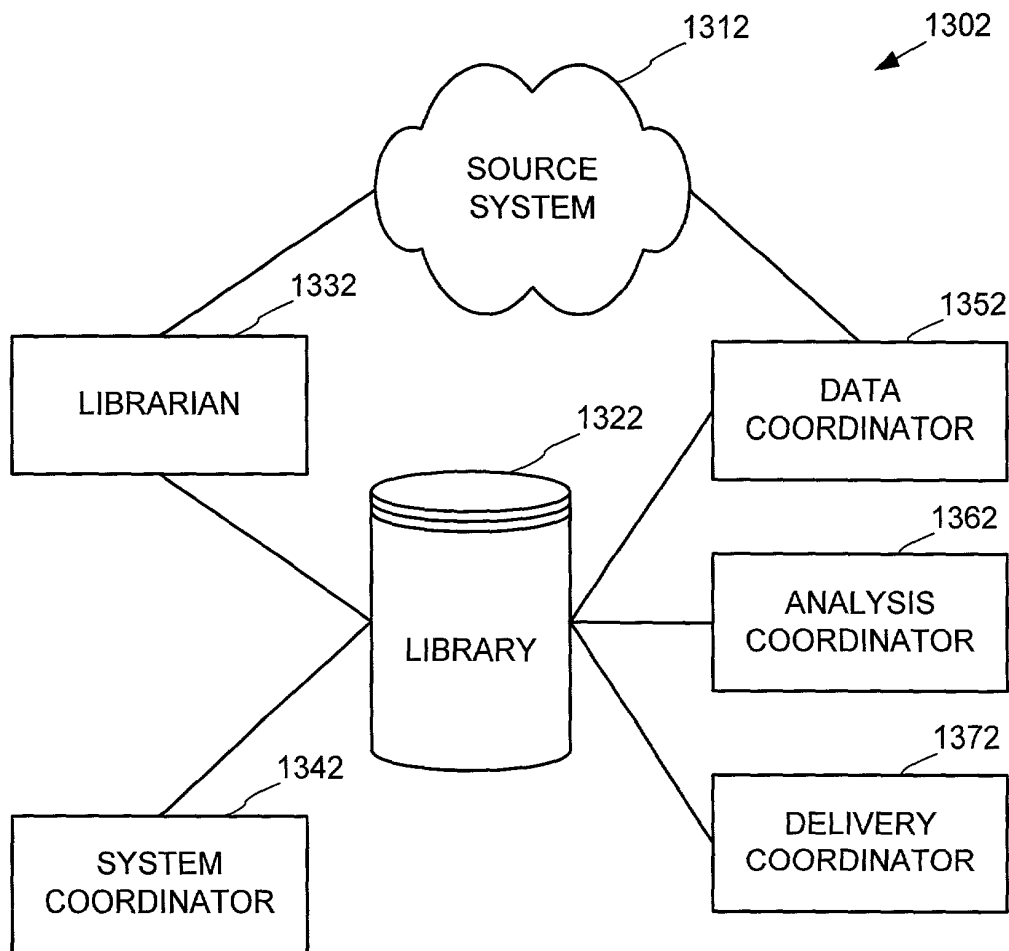 1312
1302
SOURCE
SYSTEM
1332
1352
LIBRARIAN
DATA
COORDINATOR
1322
1362
LIBRARY
ANALYSIS
COORDINATOR
1342
1372
SYSTEM
COORDINATOR
DELIVERY
COORDINATOR